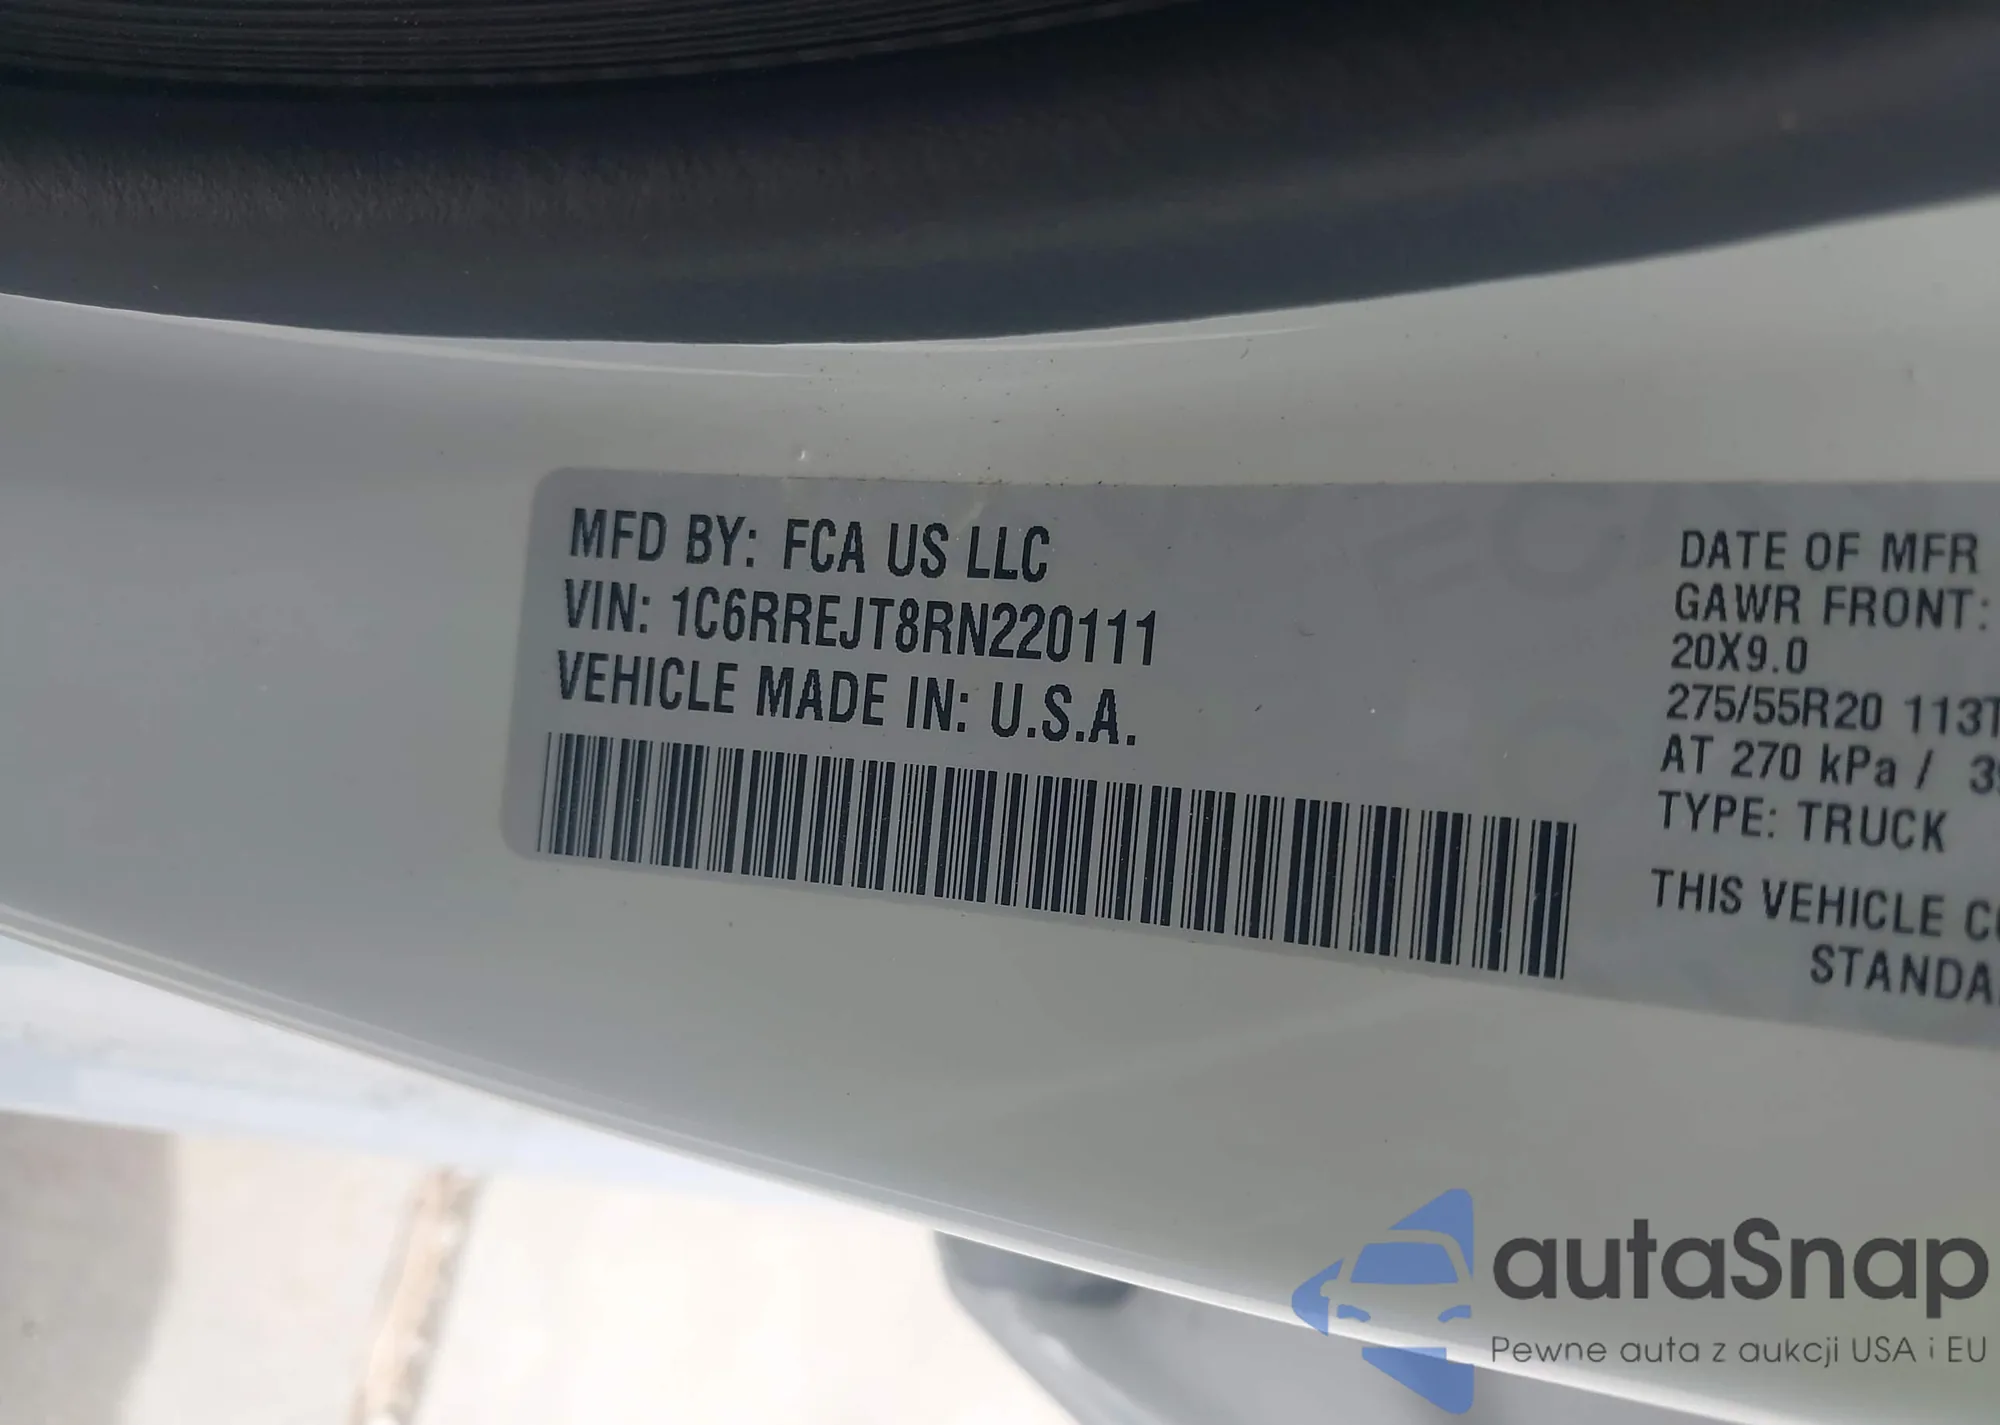 MFD BY: FCA US LLC
VIN: 1C6RREJT8RN220111
VEHICLE MADE IN: U.S.A.
DATE OF MFR
GAWR FRONT:
20X9.0
275/55R20 113T
AT 270 kPa /
TYPE: TRUCK
THIS VEHICLE
autaSnap
Pewne auta z aukcji USA i EU